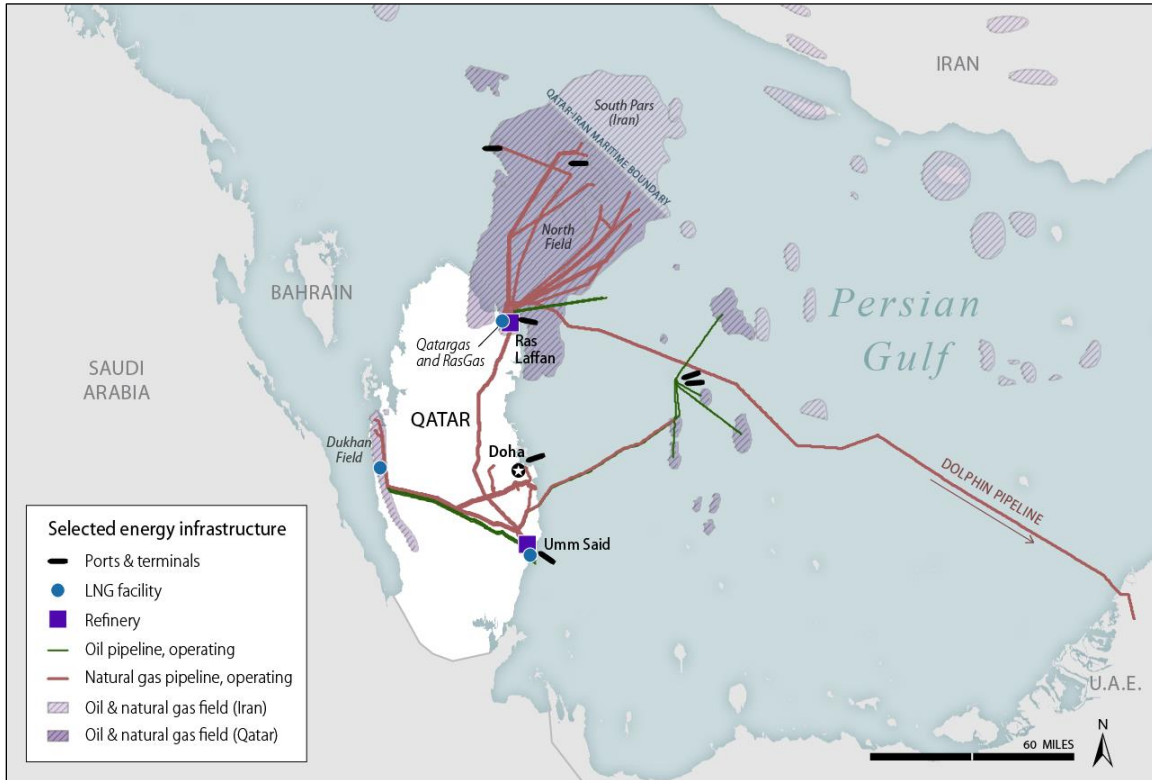 IRAN
South Pars
(Iran)
QATAR-IRAN MARITIME BOUNDARY
North
Field
BAHRAIN
Persian
Gulf
Qatargas
and RasGas
Ras
Laffan
SAUDI
ARABIA
QATAR
Dukhan
Field
Doha
DOLPHIN PIPELINE
Umm Said
U.A.E.
Selected energy infrastructure
Ports & terminals
LNG facility
Refinery
Oil pipeline, operating
Natural gas pipeline, operating
Oil & natural gas field (Iran)
Oil & natural gas field (Qatar)
N
60 MILES